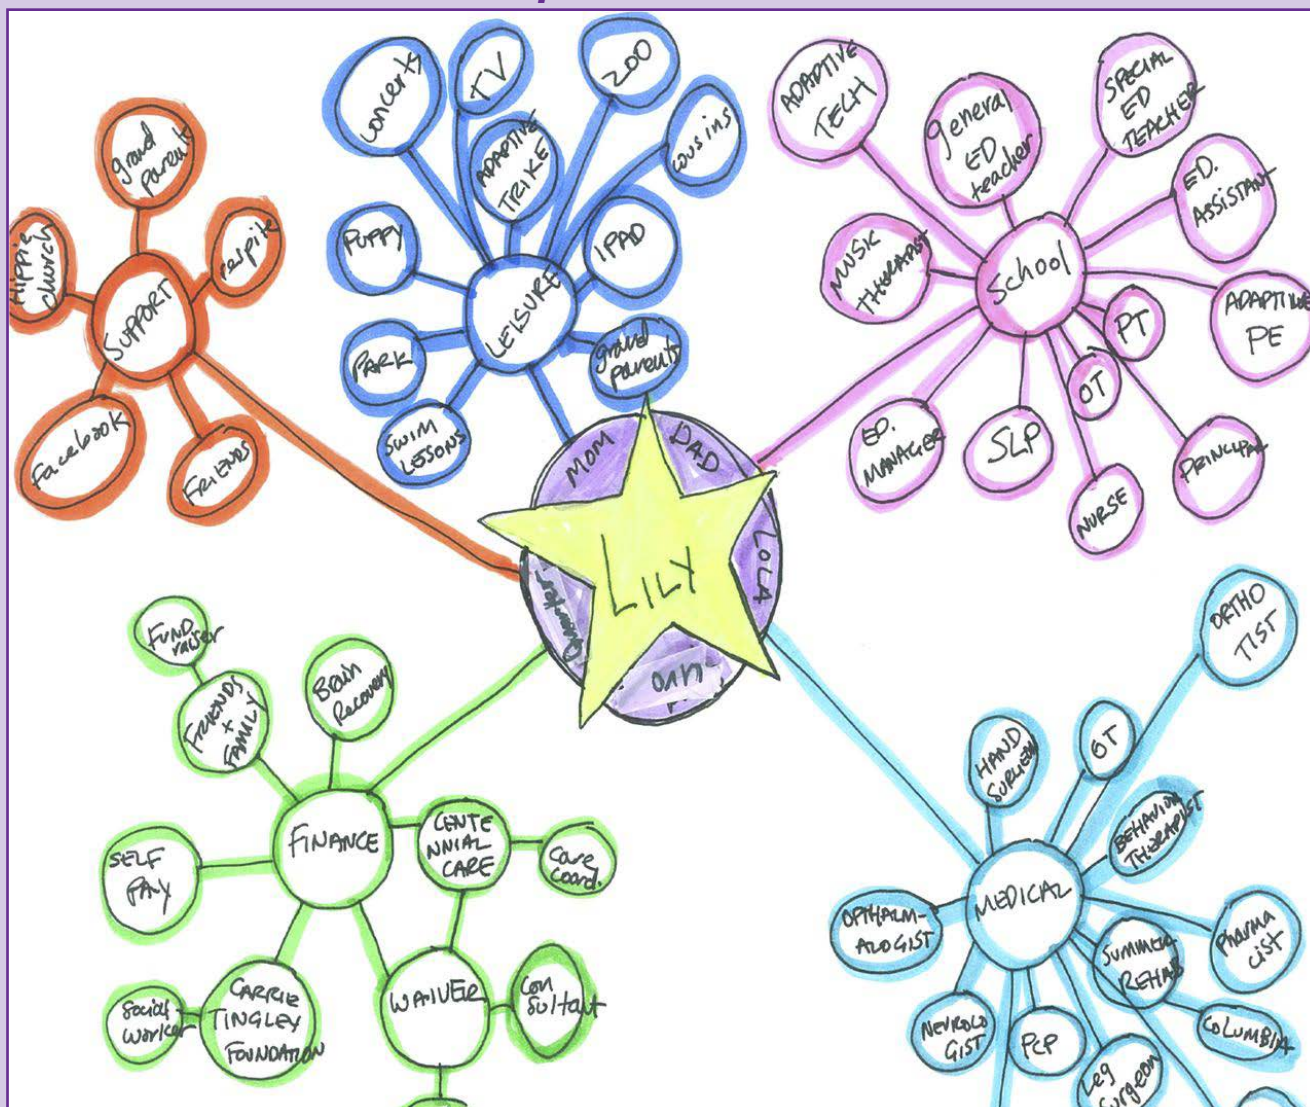 grand
parents
Hippie
church
respite
SUPPORT
Facebook
FRIENDS
concerts
TV
ZOO
ADAPTIVE
TRIKE
cousins
PUPPY
IPAD
LEISURE
PARK
grand
parents
SWIM
LESSONS
ADAPTIVE
TECH
general
ED
teacher
SPECIAL
ED
TEACHER
ED.
ASSISTANT
MUSIC
THERAPIST
School
PT
ADAPTIVE
PE
OT
ED.
MANAGER
SLP
NURSE
PRINCIPAL
MOM
DAD
LOLA
LILY
FUND
raiser
FRIENDS
+
FAMILY
Brain
Recovery
FINANCE
CENTE
NNIAL
CARE
Care
Coord.
SELF
PAY
Social
worker
CARRIE
TINGLEY
FOUNDATION
WAIVER
Con
sultant
ORTHO
TIST
HAND
SURGEON
OT
BEHAVIOR
THERAPIST
MEDICAL
OPTHALM-
ALOGIST
PHARMA
CIST
SUMMER
REHAB
COLUMBIA
NEUROLO
GIST
PCP
Leg
Surgeon